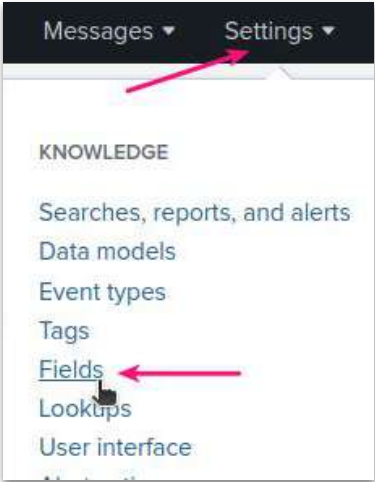 Messages ▾ Settings ▾
KNOWLEDGE
Searches, reports, and alerts
Data models
Event types
Tags
Fields
Lookups
User interface